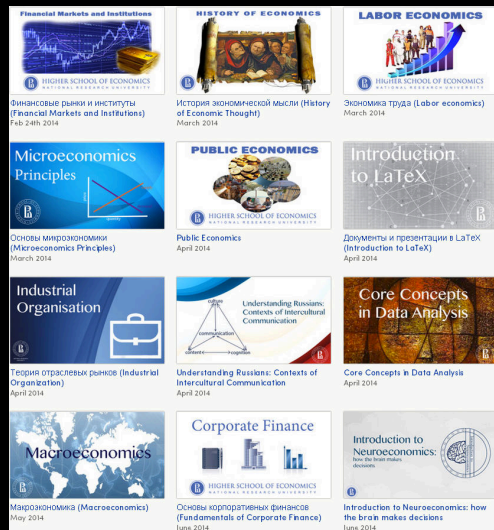 Financial Markets and Institutions
HISTORY OF ECONOMICS
LABOR ECONOMICS
HIGHER SCHOOL OF ECONOMICS
NATIONAL RESEARCH UNIVERSITY
HIGHER SCHOOL OF ECONOMICS
NATIONAL RESEARCH UNIVERSITY
HIGHER SCHOOL OF ECONOMICS
NATIONAL RESEARCH UNIVERSITY
Финансовые рынки и институты
(Financial Markets and Institutions)
Feb 24th 2014
История экономической мысли (History
of Economic Thought)
March 2014
Экономика труда (Labor economics)
March 2014
Microeconomics
Principles
PUBLIC ECONOMICS
HIGHER SCHOOL OF ECONOMICS
NATIONAL RESEARCH UNIVERSITY
Introduction
to LaTeX
Основы микроэкономики
(Microeconomics Principles)
March 2014
Public Economics
April 2014
Документы и презентации в LaTeX
(Introduction to LaTeX)
April 2014
Industrial
Organisation
culture
communication
content
cognition
Understanding Russians:
Contexts of Intercultural
Communication
Core Concepts
in Data Analysis
Теория отраслевых рынков (Industrial
Organization)
April 2014
Understanding Russians: Contexts of
Intercultural Communication
April 2014
Core Concepts in Data Analysis
April 2014
Macroeconomics
Corporate Finance
HIGHER SCHOOL OF ECONOMICS
NATIONAL RESEARCH UNIVERSITY
Introduction to
Neuroeconomics:
how the brain makes
decisions
Макроэкономика (Macroeconomics)
May 2014
Основы корпоративных финансов
(Fundamentals of Corporate Finance)
June 2014
Introduction to Neuroeconomics: how
the brain makes decisions
June 2014